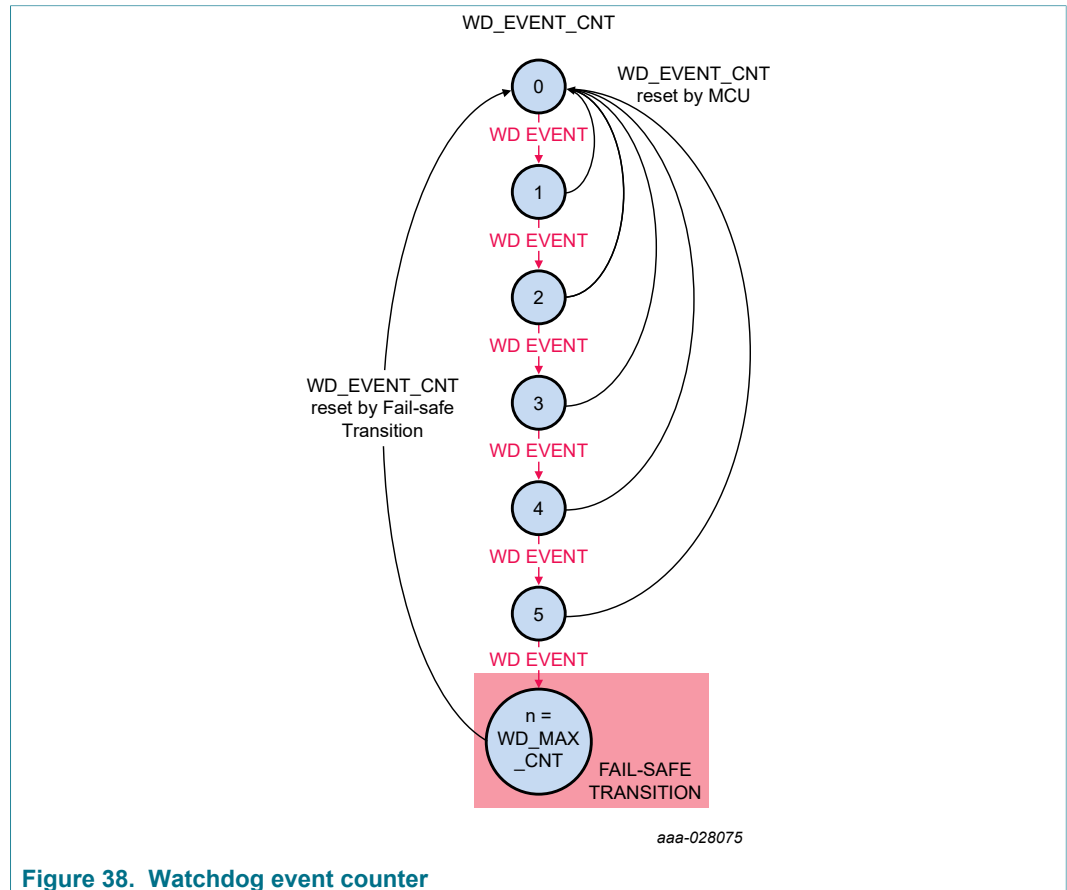 WD_EVENT_CNT
0
WD_EVENT_CNT
reset by MCU
WD EVENT
1
WD EVENT
2
WD EVENT
3
WD_EVENT_CNT
reset by Fail-safe
Transition
WD EVENT
4
WD EVENT
5
WD EVENT
n =
WD_MAX
_CNT
FAIL-SAFE
TRANSITION
aaa-028075
Figure 38. Watchdog event counter